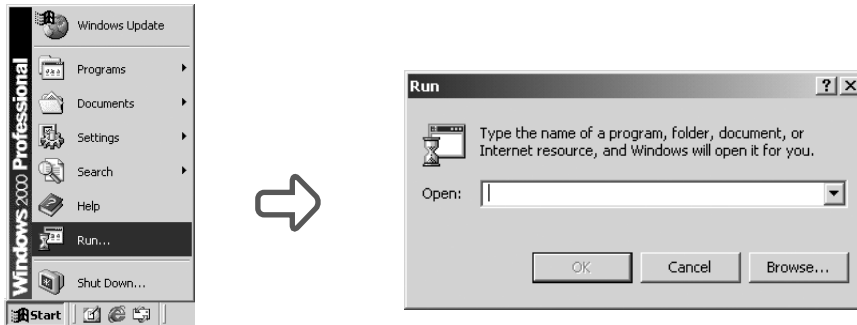 Windows 2000 Professional
Windows Update
Programs
Documents
Settings
Search
Help
Run...
Shut Down...
Start
Run
Type the name of a program, folder, document, or
Internet resource, and Windows will open it for you.
Open:
OK
Cancel
Browse...